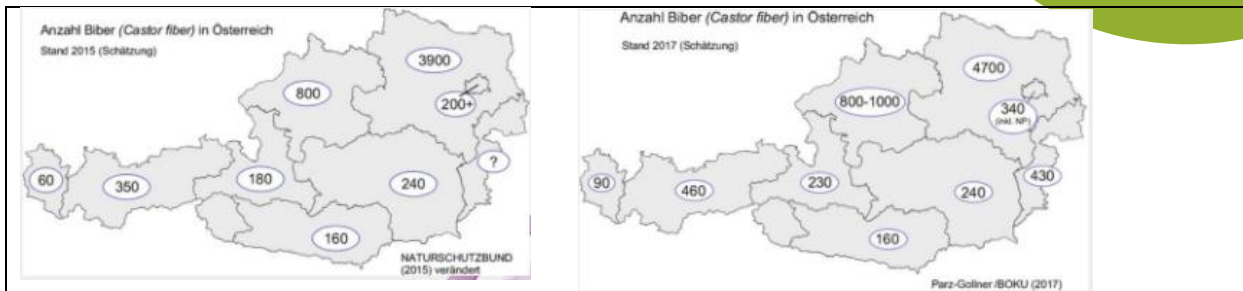 Anzahl Biber (Castor fiber) in Österreich
Stand 2015 (Schätzung)
3900
800
200+
?
60
350
180
240
160
NATURSCHUTZBUND
(2015) verändert
Anzahl Biber (Castor fiber) in Österreich
Stand 2017 (Schätzung)
4700
800-1000
340
(inkl. NP)
430
90
460
230
240
160
Parz-Gollner /BOKU (2017)